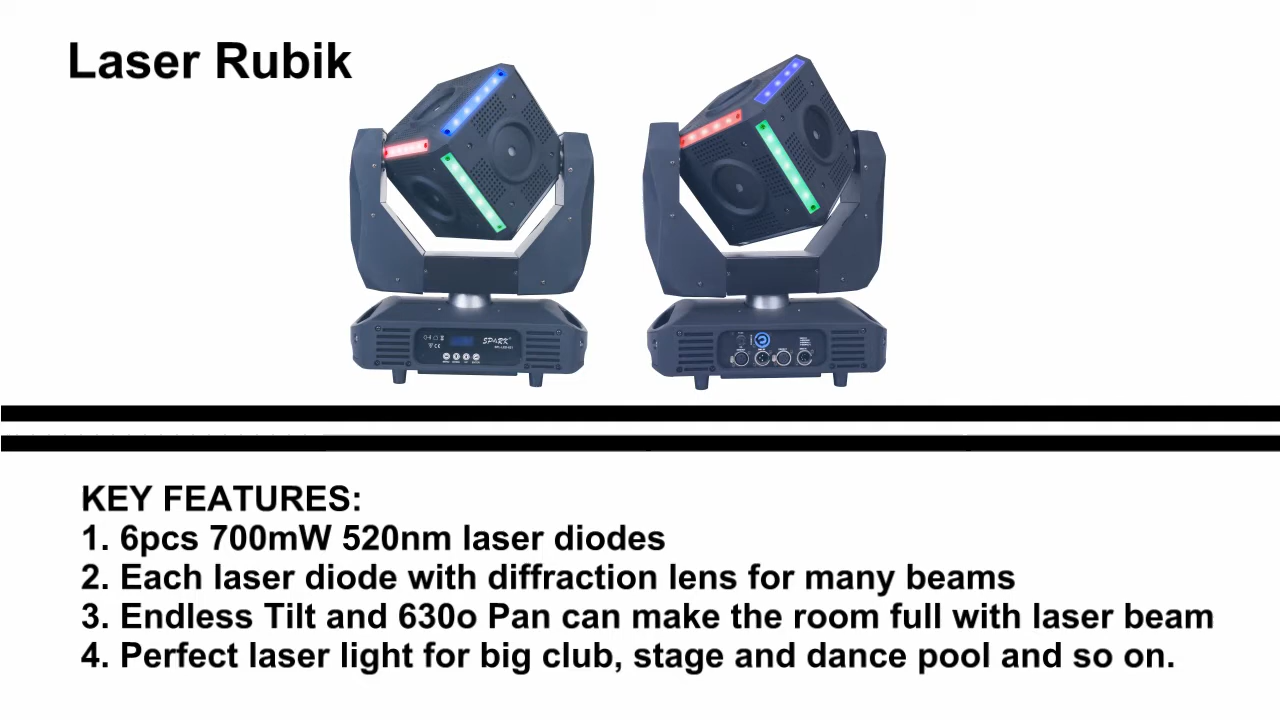 Laser Rubik
SPARK
KEY FEATURES:
1. 6pcs 700mW 520nm laser diodes
2. Each laser diode with diffraction lens for many beams
3. Endless Tilt and 630o Pan can make the room full with laser beam
4. Perfect laser light for big club, stage and dance pool and so on.